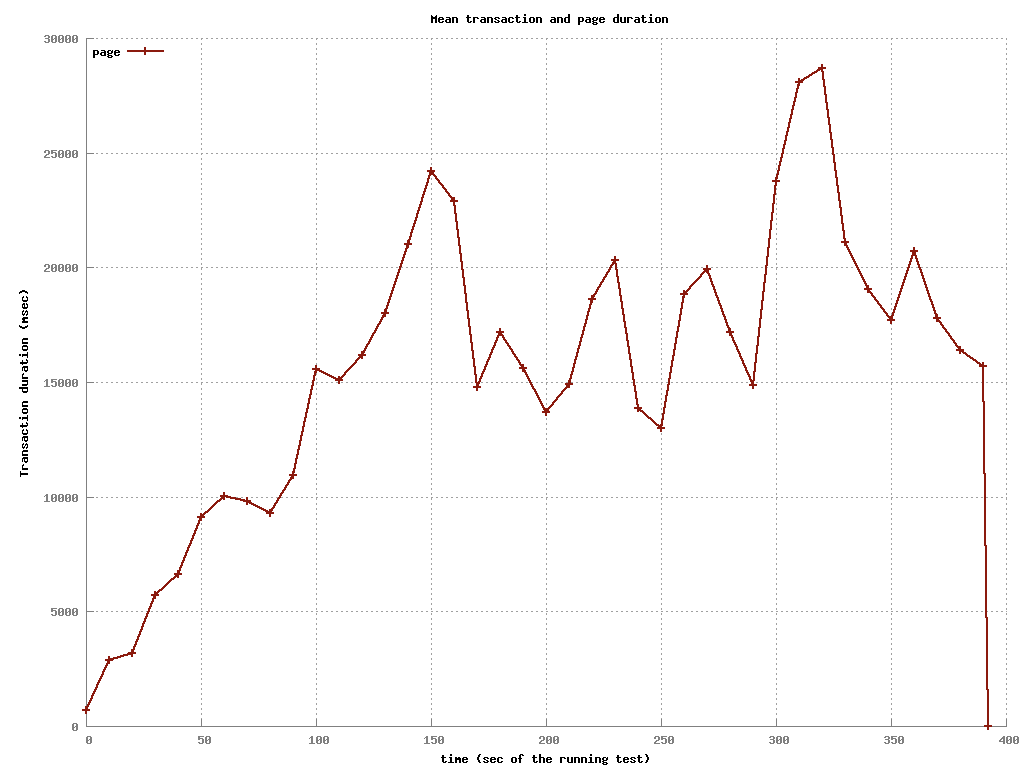 Mean transaction and page duration
30000
page
25000
20000
15000
10000
5000
0
0 50 100 150 200 250 300 350 400
Transaction duration (msec)
time (sec of the running test)